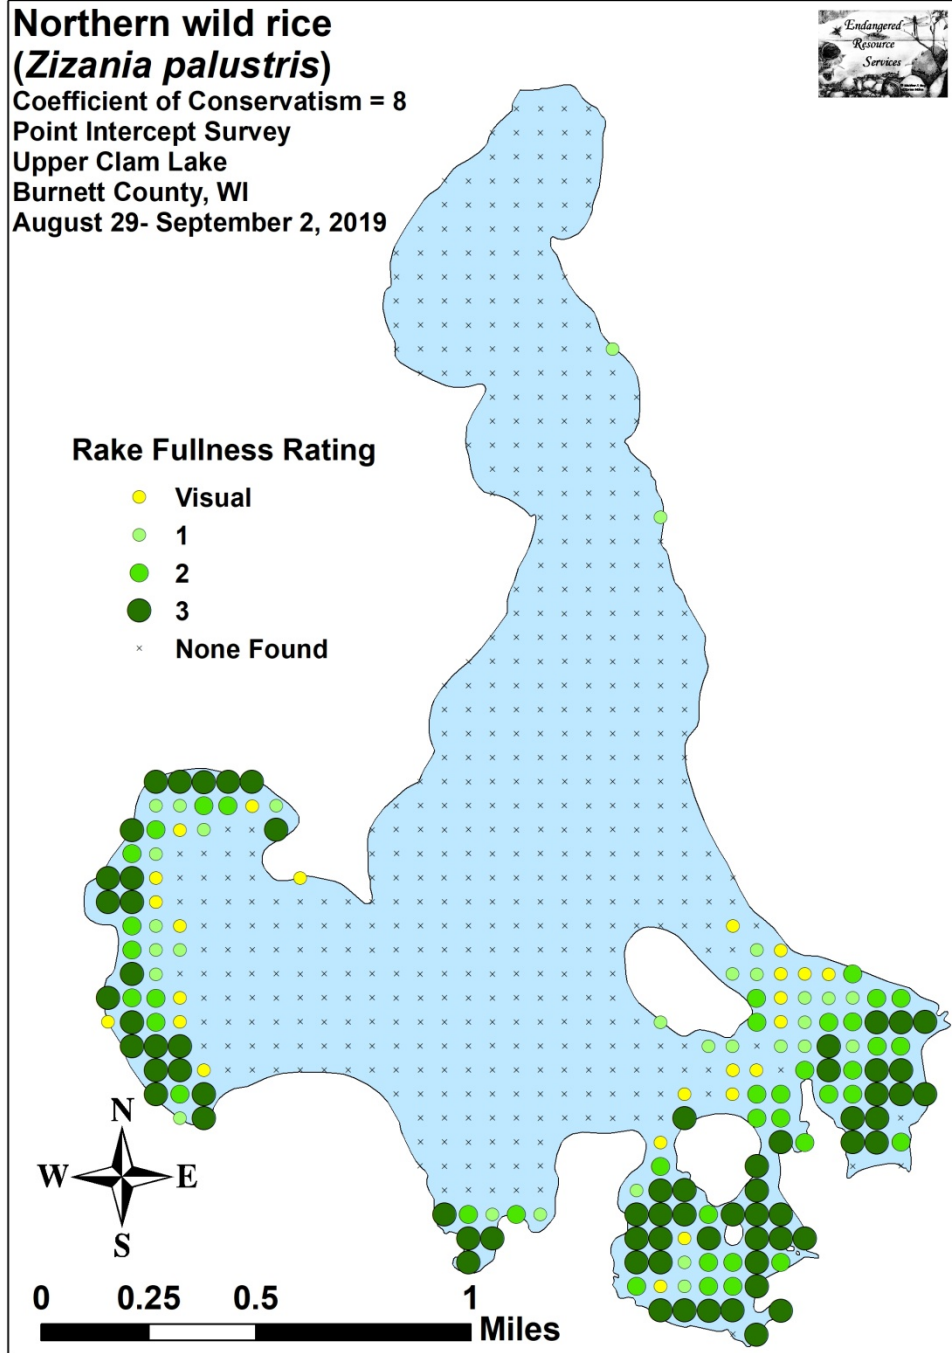 Northern wild rice
(Zizania palustris)
Coefficient of Conservatism = 8
Point Intercept Survey
Upper Clam Lake
Burnett County, WI
August 29- September 2, 2019
Endangered
Resource
Services
Rake Fullness Rating
Visual
1
2
3
None Found
N
W E
S
0 0.25 0.5 1
Miles